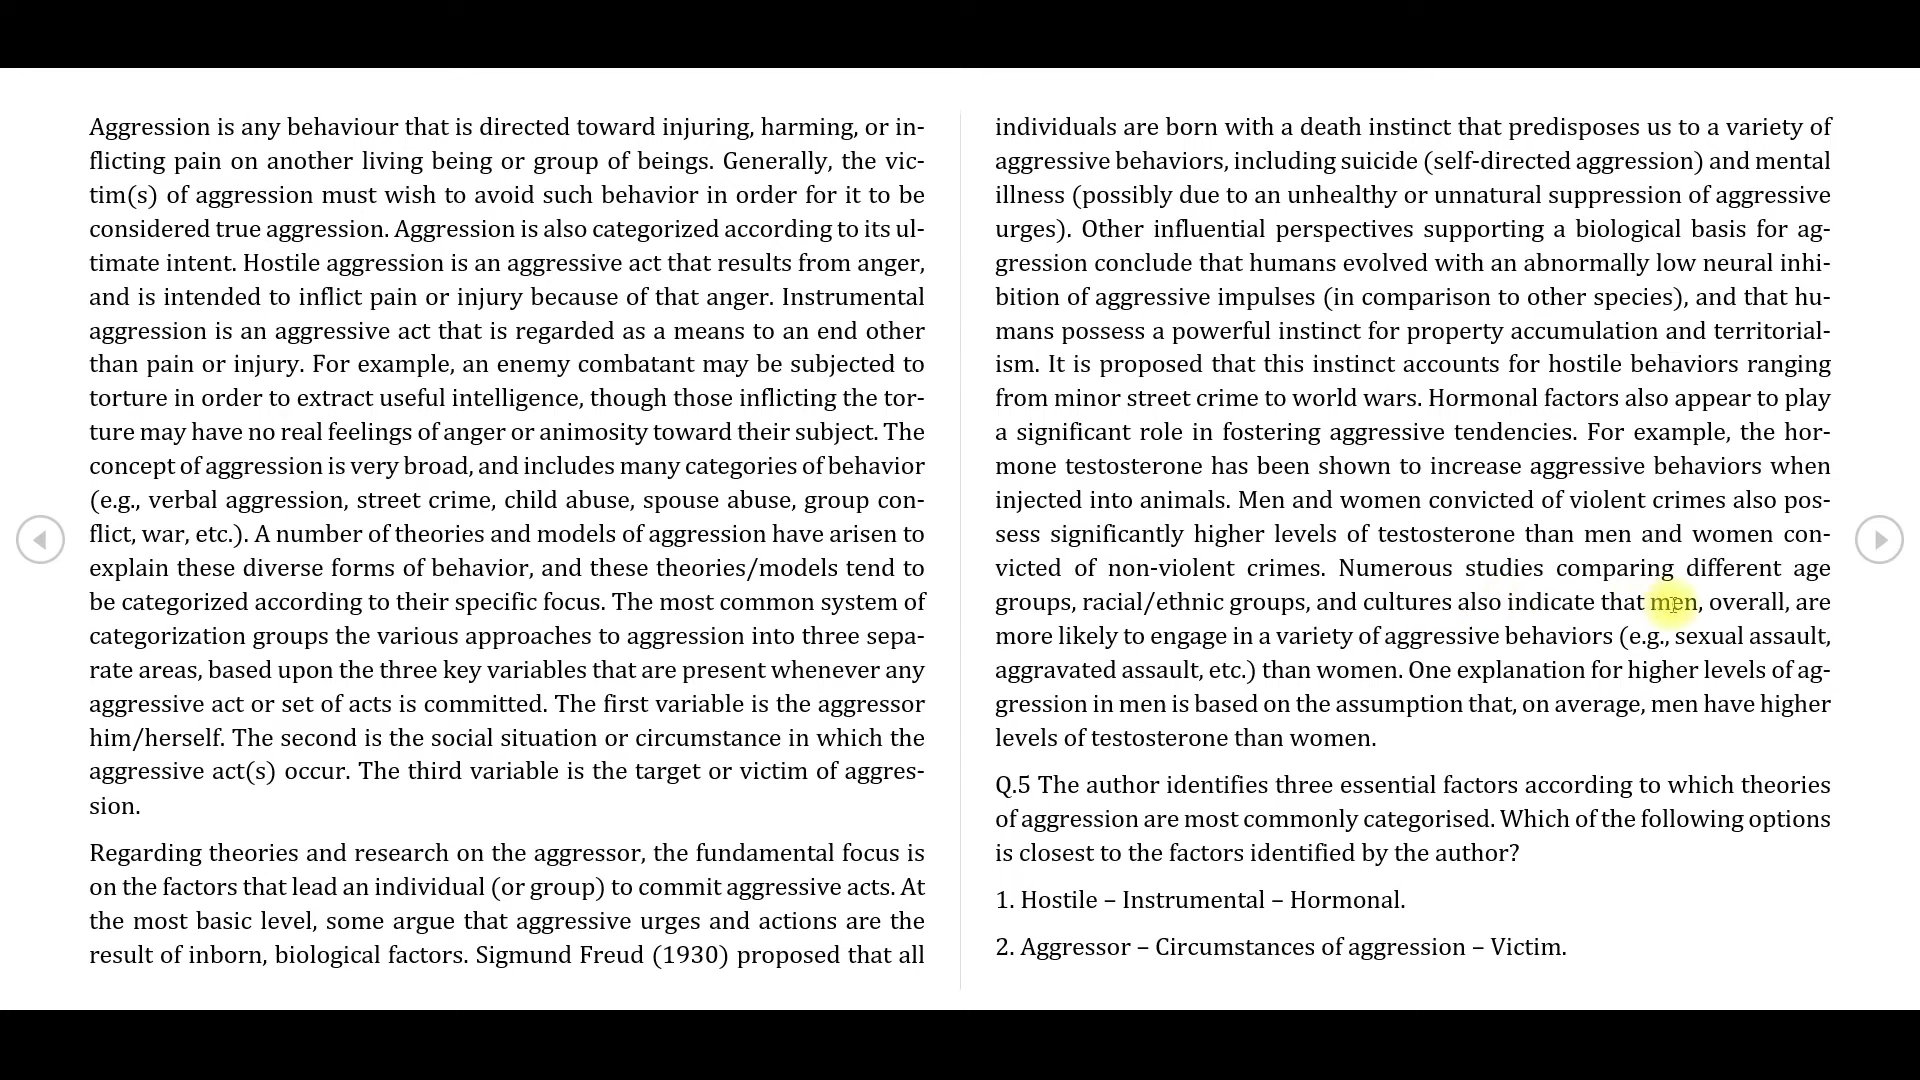 Aggression is any behaviour that is directed toward injuring, harming, or in-
flicting pain on another living being or group of beings. Generally, the vic-
tim(s) of aggression must wish to avoid such behavior in order for it to be
considered true aggression. Aggression is also categorized according to its ul-
timate intent. Hostile aggression is an aggressive act that results from anger,
and is intended to inflict pain or injury because of that anger. Instrumental
aggression is an aggressive act that is regarded as a means to an end other
than pain or injury. For example, an enemy combatant may be subjected to
torture in order to extract useful intelligence, though those inflicting the tor-
ture may have no real feelings of anger or animosity toward their subject. The
concept of aggression is very broad, and includes many categories of behavior
(e.g., verbal aggression, street crime, child abuse, spouse abuse, group con-
flict, war, etc.). A number of theories and models of aggression have arisen to
explain these diverse forms of behavior, and these theories/models tend to
be categorized according to their specific focus. The most common system of
categorization groups the various approaches to aggression into three sepa-
rate areas, based upon the three key variables that are present whenever any
aggressive act or set of acts is committed. The first variable is the aggressor
him/herself. The second is the social situation or circumstance in which the
aggressive act(s) occur. The third variable is the target or victim of aggres-
sion.
Regarding theories and research on the aggressor, the fundamental focus is
on the factors that lead an individual (or group) to commit aggressive acts. At
the most basic level, some argue that aggressive urges and actions are the
result of inborn, biological factors. Sigmund Freud (1930) proposed that all
individuals are born with a death instinct that predisposes us to a variety of
aggressive behaviors, including suicide (self-directed aggression) and mental
illness (possibly due to an unhealthy or unnatural suppression of aggressive
urges). Other influential perspectives supporting a biological basis for ag-
gression conclude that humans evolved with an abnormally low neural inhi-
bition of aggressive impulses (in comparison to other species), and that hu-
mans possess a powerful instinct for property accumulation and territorial-
ism. It is proposed that this instinct accounts for hostile behaviors ranging
from minor street crime to world wars. Hormonal factors also appear to play
a significant role in fostering aggressive tendencies. For example, the hor-
mone testosterone has been shown to increase aggressive behaviors when
injected into animals. Men and women convicted of violent crimes also pos-
sess significantly higher levels of testosterone than men and women con-
victed of non-violent crimes. Numerous studies comparing different age
groups, racial/ethnic groups, and cultures also indicate that men, overall, are
more likely to engage in a variety of aggressive behaviors (e.g., sexual assault,
aggravated assault, etc.) than women. One explanation for higher levels of ag-
gression in men is based on the assumption that, on average, men have higher
levels of testosterone than women.
Q.5 The author identifies three essential factors according to which theories
of aggression are most commonly categorised. Which of the following options
is closest to the factors identified by the author?
1. Hostile – Instrumental – Hormonal.
2. Aggressor – Circumstances of aggression – Victim.